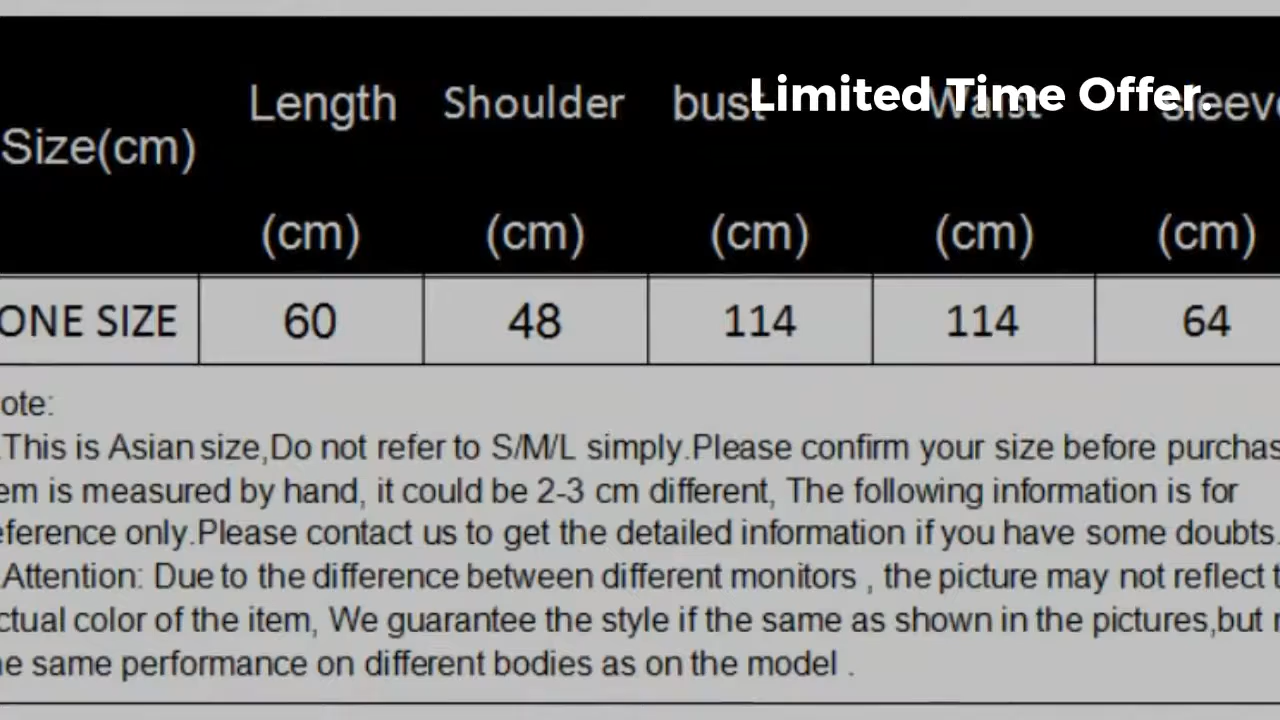 Limited Time Offer.
Length Shoulder bust Waist sleeve
Size(cm)
(cm) (cm) (cm) (cm) (cm)
ONE SIZE 60 48 114 114 64
ote:
.This is Asian size,Do not refer to S/M/L simply.Please confirm your size before purchas
em is measured by hand, it could be 2-3 cm different, The following information is for
eference only.Please contact us to get the detailed information if you have some doubts.
.Attention: Due to the difference between different monitors , the picture may not reflect t
ctual color of the item, We guarantee the style if the same as shown in the pictures,but
he same performance on different bodies as on the model .